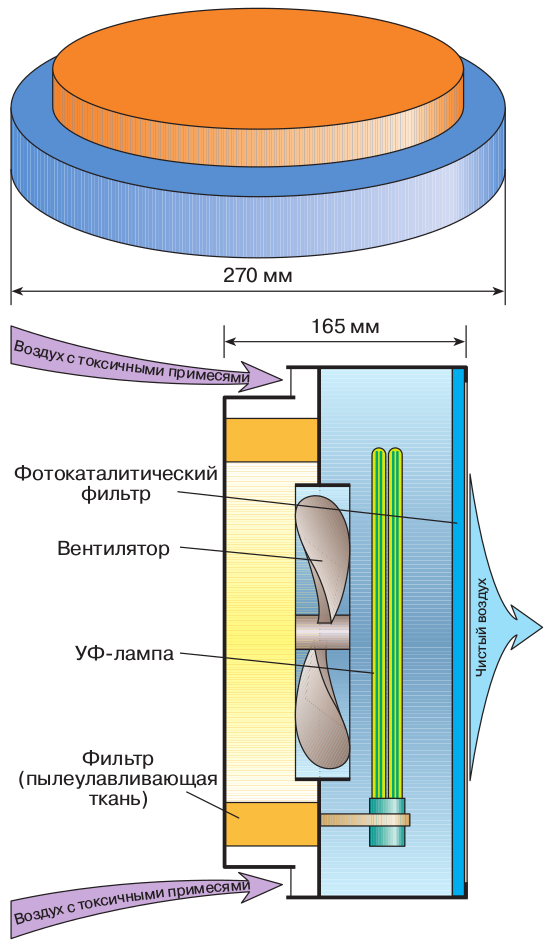 270 мм
165 мм
Воздух с токсичными примесями
Фотокаталитический
фильтр
Вентилятор
УФ-лампа
Чистый воздух
Фильтр
(пылеулавливающая
ткань)
Воздух с токсичными примесями